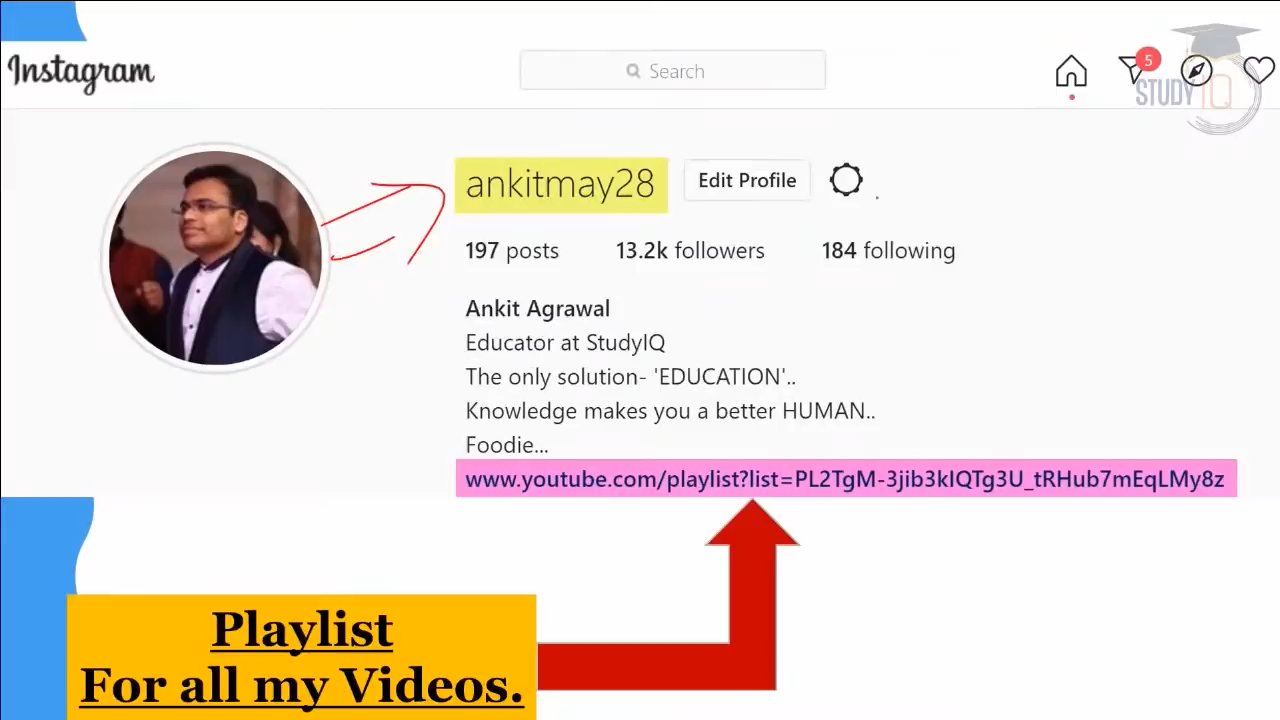 Instagram
Search
5
STUDY IQ
ankitmay28
Edit Profile
197 posts 13.2k followers 184 following
Ankit Agrawal
Educator at StudyIQ
The only solution- 'EDUCATION'..
Knowledge makes you a better HUMAN..
Foodie...
www.youtube.com/playlist?list=PL2TgM-3jib3kIQTg3U_tRHub7mEqLMy8z
Playlist
For all my Videos.